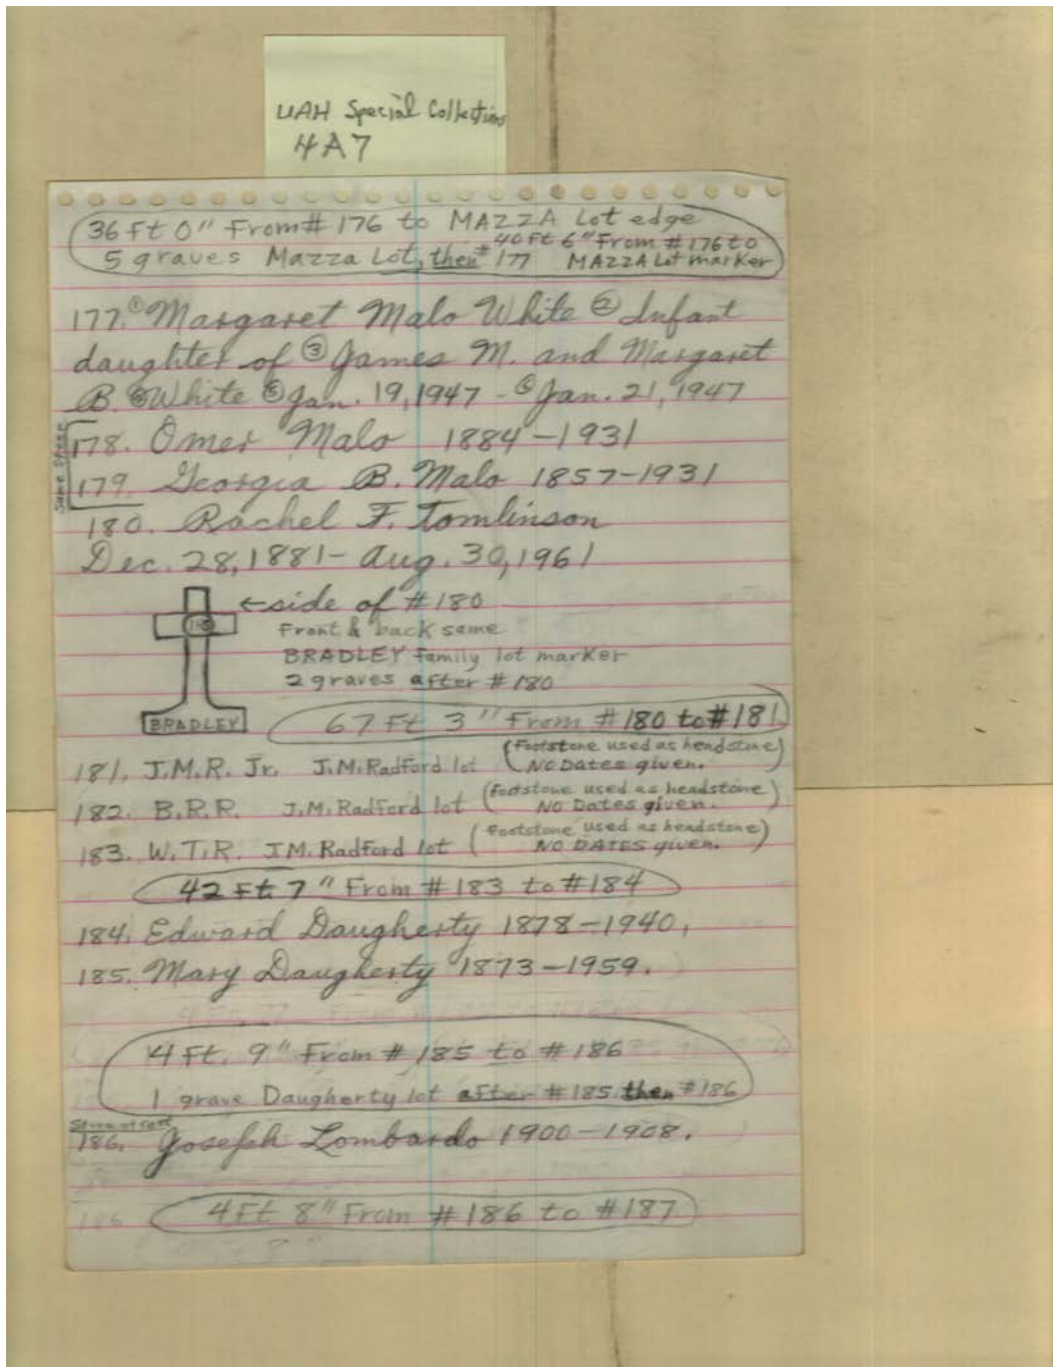 UAH Special Collections
4A7
36 Ft 0" From # 176 to MAZZA Lot edge
40 Ft 6" From # 176 to
5 graves Mazza Lot, then # 177 MAZZA Lot marker
177. ① Margaret Malo White ② Infant
daughter of ③ James M. and Margaret
B. ④ White ⑤ Jan. 19, 1947 - ⑥ Jan. 21, 1947
Same Stone
178. Omer Malo 1884-1931
179. Georgia B. Malo 1857-1931
180. Rachel F. Tomlinson
Dec. 28, 1881- Aug. 30, 1961
←side of # 180
Front & back same
BRADLEY family lot marker
2 graves after # 180
BRADLEY
67 Ft 3" From # 180 to # 181
181. J.M.R. Jr. J.M. Radford lot (Footstone used as headstone) NO Dates given.
182. B.R.R. J.M. Radford lot (Footstone used as headstone) NO Dates given.
183. W.T.R. J.M. Radford lot (Footstone used as headstone) NO DATES given.
42 Ft 7" From # 183 to # 184
184. Edward Daugherty 1878-1940.
185. Mary Daugherty 1873-1959.
4 Ft. 9" From # 185 to # 186
1 grave Daugherty lot after # 185 then # 186
Stone at
186. Joseph Lombardo 1900-1908.
186
4 Ft 8" From # 186 to # 187